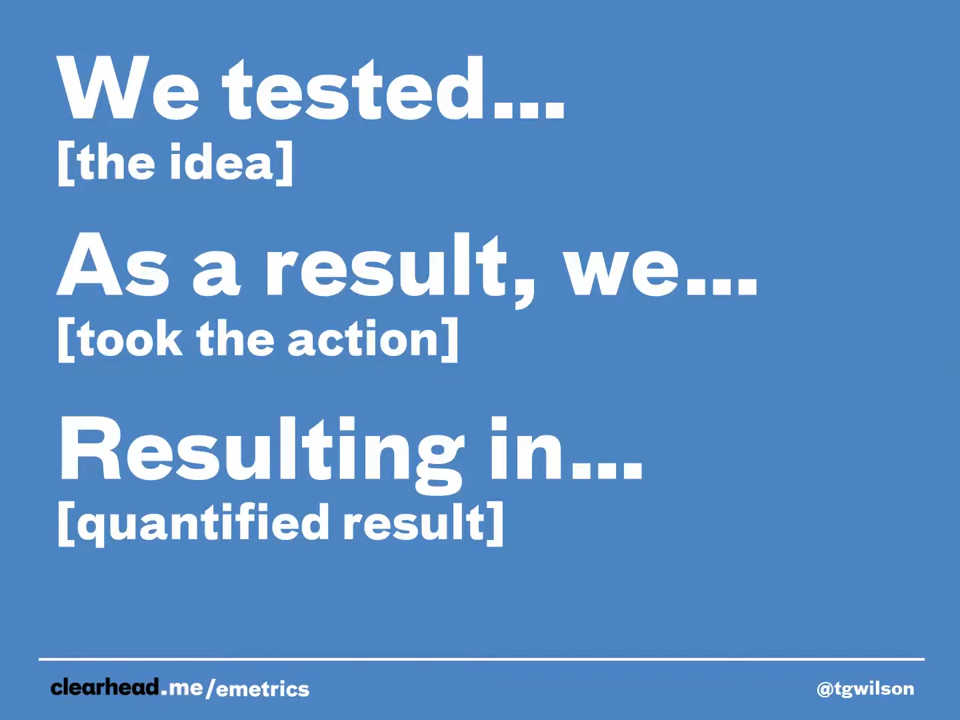 We tested...
[the idea]
As a result, we...
[took the action]
Resulting in...
[quantified result]
clearhead.me/emetrics
@tgwilson